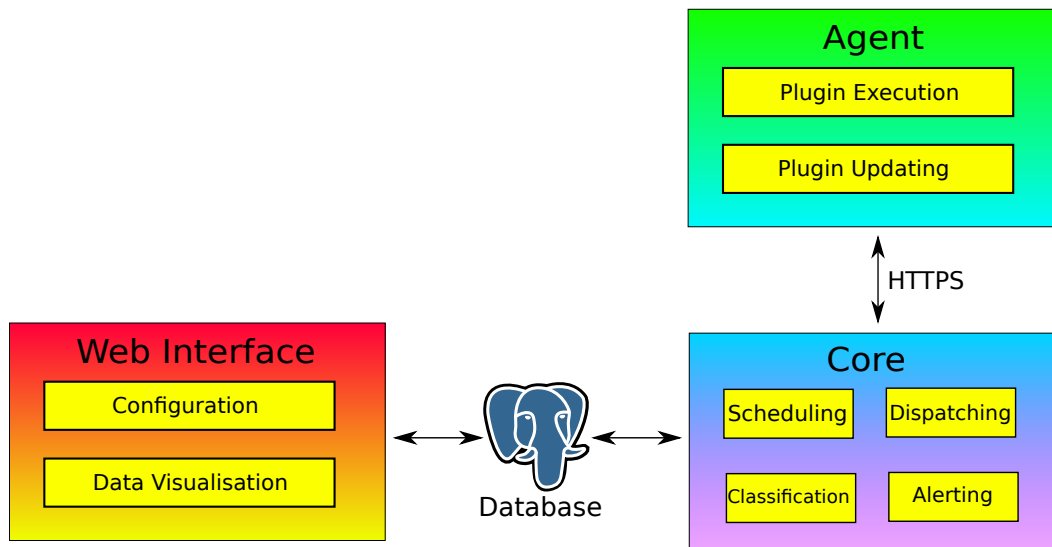 Agent
Plugin Execution
Plugin Updating
HTTPS
Web Interface
Configuration
Data Visualisation
Database
Core
Scheduling
Dispatching
Classification
Alerting